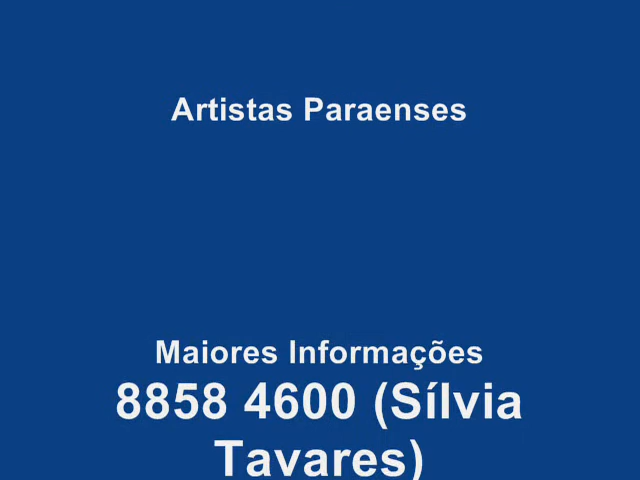 Artistas Paraenses
Maiores Informações
8858 4600 (Sílvia
Tavares)